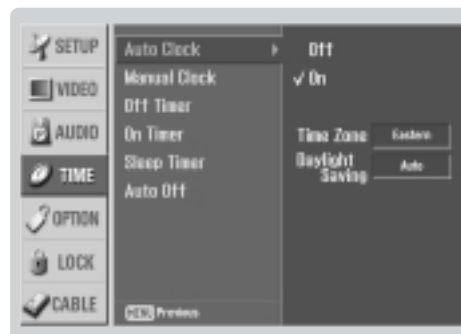 SETUP
VIDEO
AUDIO
TIME
OPTION
LOCK
CABLE
Auto Clock
Manual Clock
Off Timer
On Timer
Sleep Timer
Auto Off
MENU Previous
Off
✓ On
Time Zone Eastern
Daylight
Saving Auto